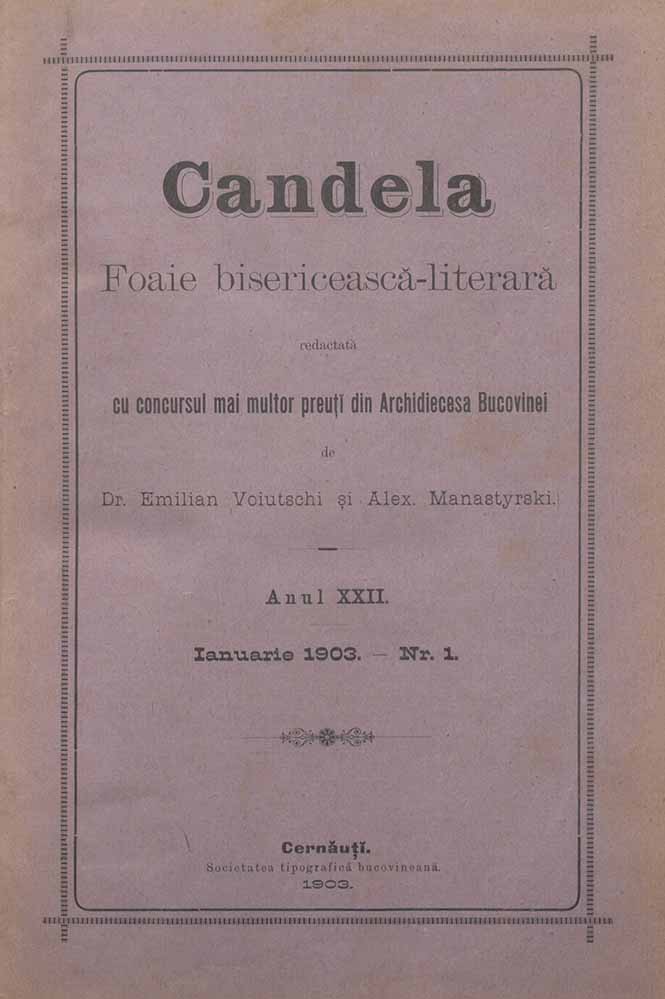 Candela
Foaie bisericească-literară
redactată
cu concursul mai multor preuți din Archidiecesa Bucovinei
de
Dr. Emilian Voiutschi și Alex. Manastyrski.
Anul XXII.
Ianuarie 1903. — Nr. 1.
Cernăuţĭ.
Societatea tipografică bucovineană.
1903.